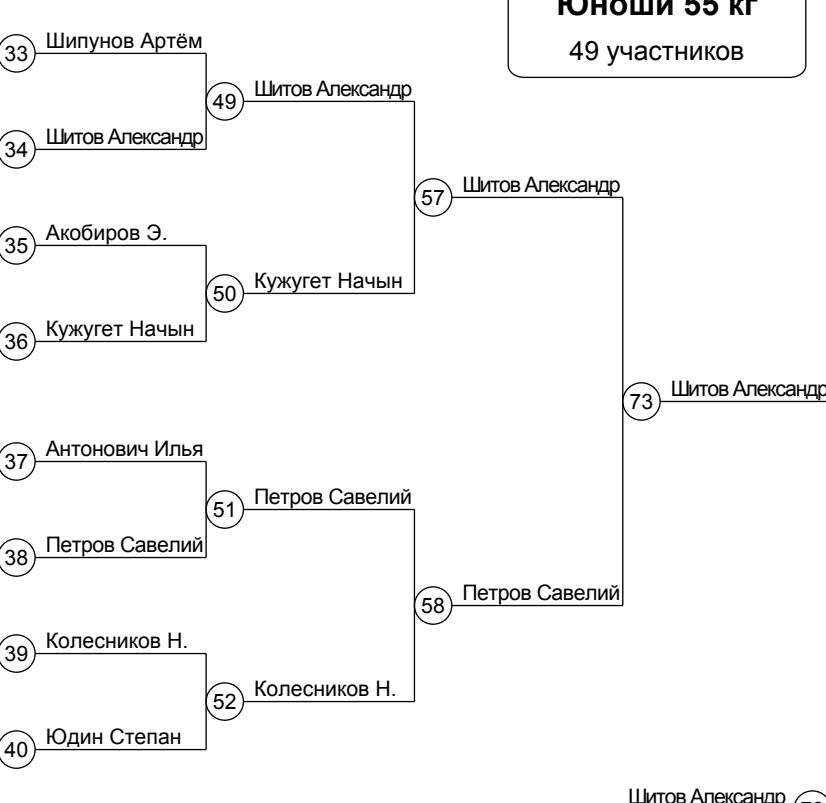 Юноши 55 кг
49 участников
33 Шипунов Артём
49 Шитов Александр
34 Шитов Александр
57 Шитов Александр
35 Акобиров Э.
50 Кужугет Начын
36 Кужугет Начын
73 Шитов Александр
37 Антонович Илья
51 Петров Савелий
38 Петров Савелий
58 Петров Савелий
39 Колесников Н.
52 Колесников Н.
40 Юдин Степан
Шитов Александр